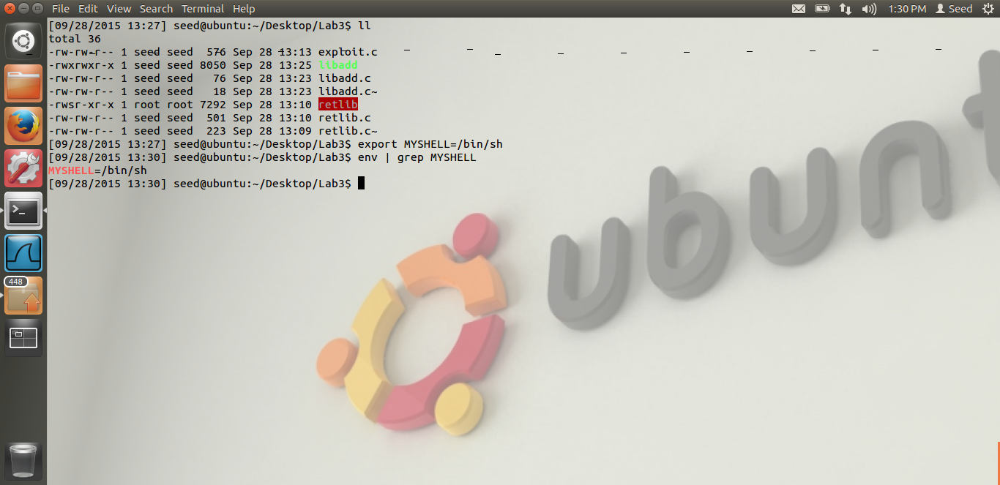 File Edit View Search Terminal Help 1:30 PM Seed
[09/28/2015 13:27] seed@ubuntu:~/Desktop/Lab3$ ll
total 36
-rw-rw-r-- 1 seed seed  576 Sep 28 13:13 exploit.c
-rwxrwxr-x 1 seed seed 8050 Sep 28 13:25 libadd
-rw-rw-r-- 1 seed seed   76 Sep 28 13:23 libadd.c
-rw-rw-r-- 1 seed seed   18 Sep 28 13:23 libadd.c~
-rwsr-xr-x 1 root root 7292 Sep 28 13:10 retlib
-rw-rw-r-- 1 seed seed  501 Sep 28 13:10 retlib.c
-rw-rw-r-- 1 seed seed  223 Sep 28 13:09 retlib.c~
[09/28/2015 13:27] seed@ubuntu:~/Desktop/Lab3$ export MYSHELL=/bin/sh
[09/28/2015 13:30] seed@ubuntu:~/Desktop/Lab3$ env | grep MYSHELL
MYSHELL=/bin/sh
[09/28/2015 13:30] seed@ubuntu:~/Desktop/Lab3$
448
ubunt